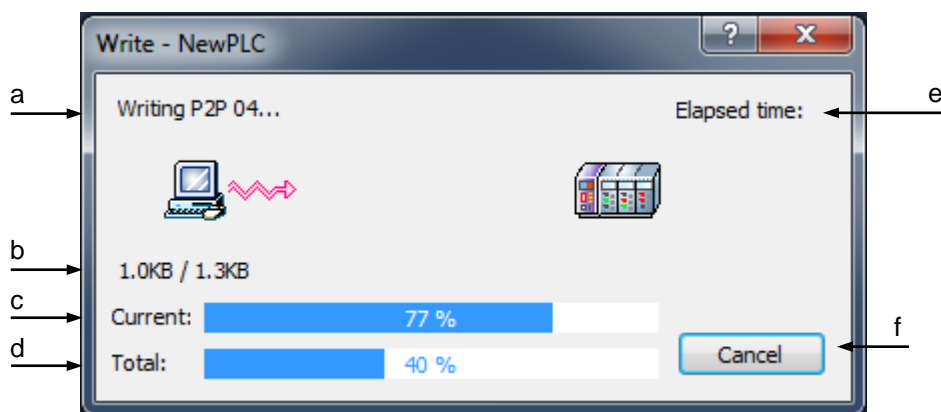 Write - NewPLC
a
Writing P2P 04...
Elapsed time:
e
b
1.0KB / 1.3KB
c
Current:
77 %
d
Total:
40 %
Cancel
f